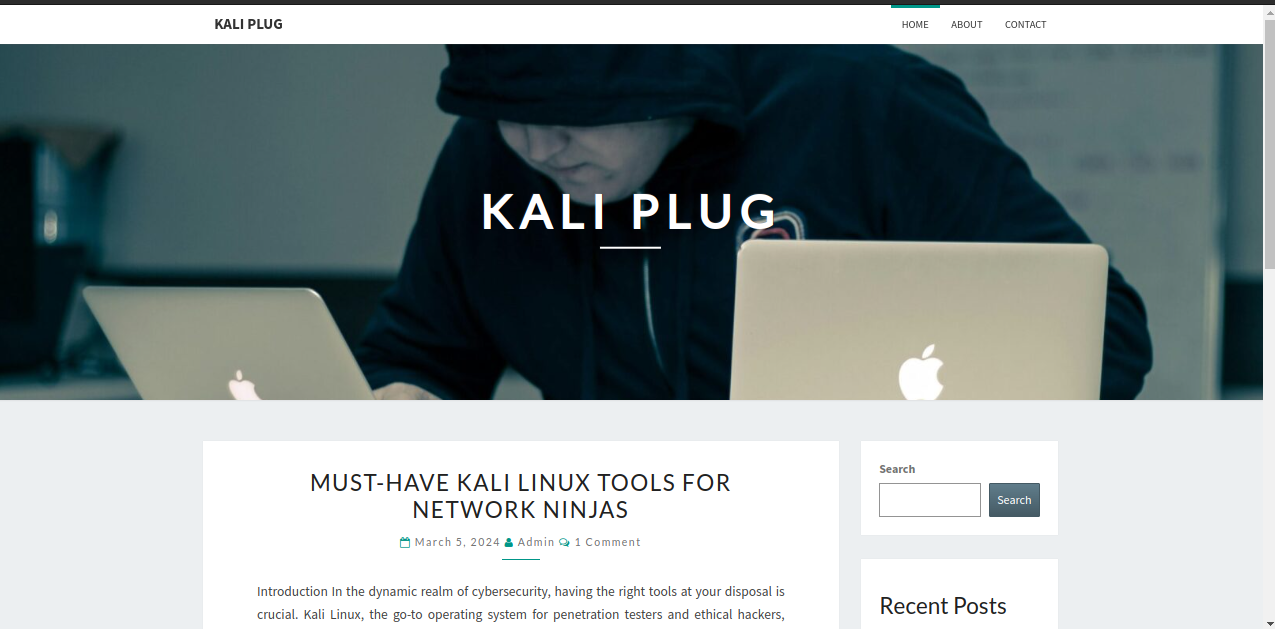 KALI PLUG
HOME ABOUT CONTACT
KALI PLUG
MUST-HAVE KALI LINUX TOOLS FOR
NETWORK NINJAS
March 5, 2024 Admin 1 Comment
Introduction In the dynamic realm of cybersecurity, having the right tools at your disposal is
crucial. Kali Linux, the go-to operating system for penetration testers and ethical hackers,
Search
Search
Recent Posts